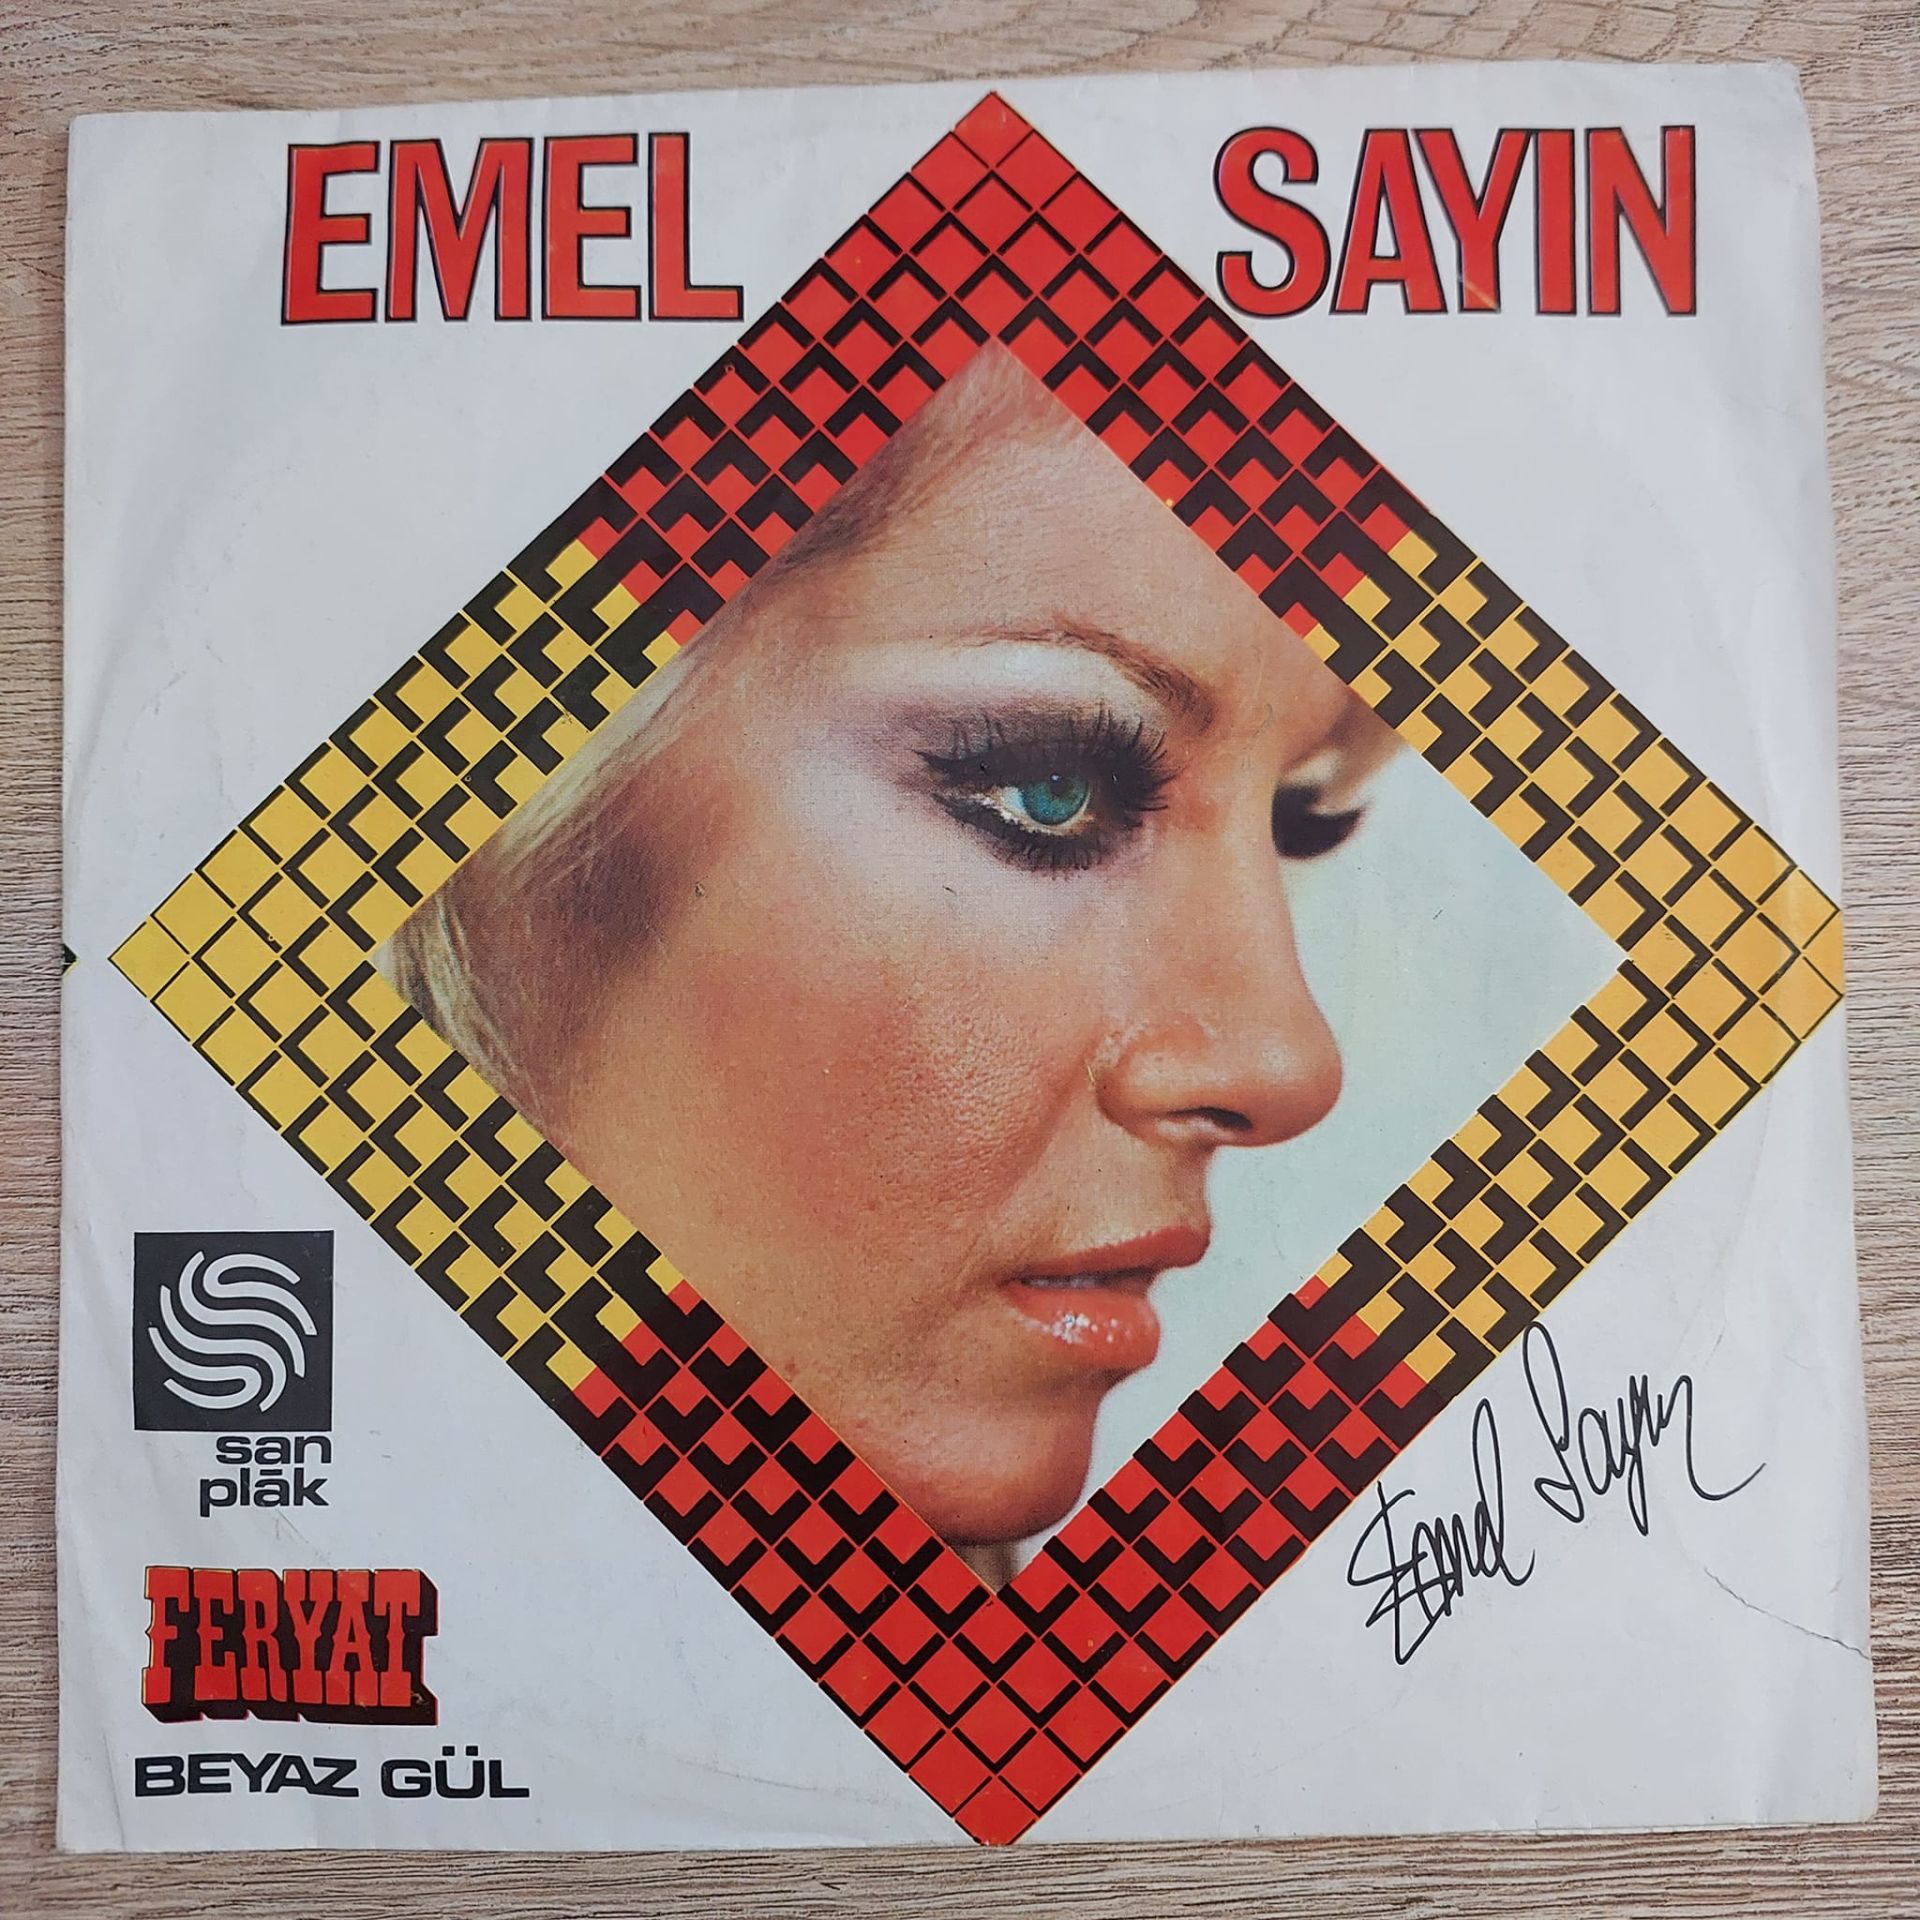 EMEL SAYIN
san
plâk
FERYAT
BEYAZ GÜL
Emel Sayın